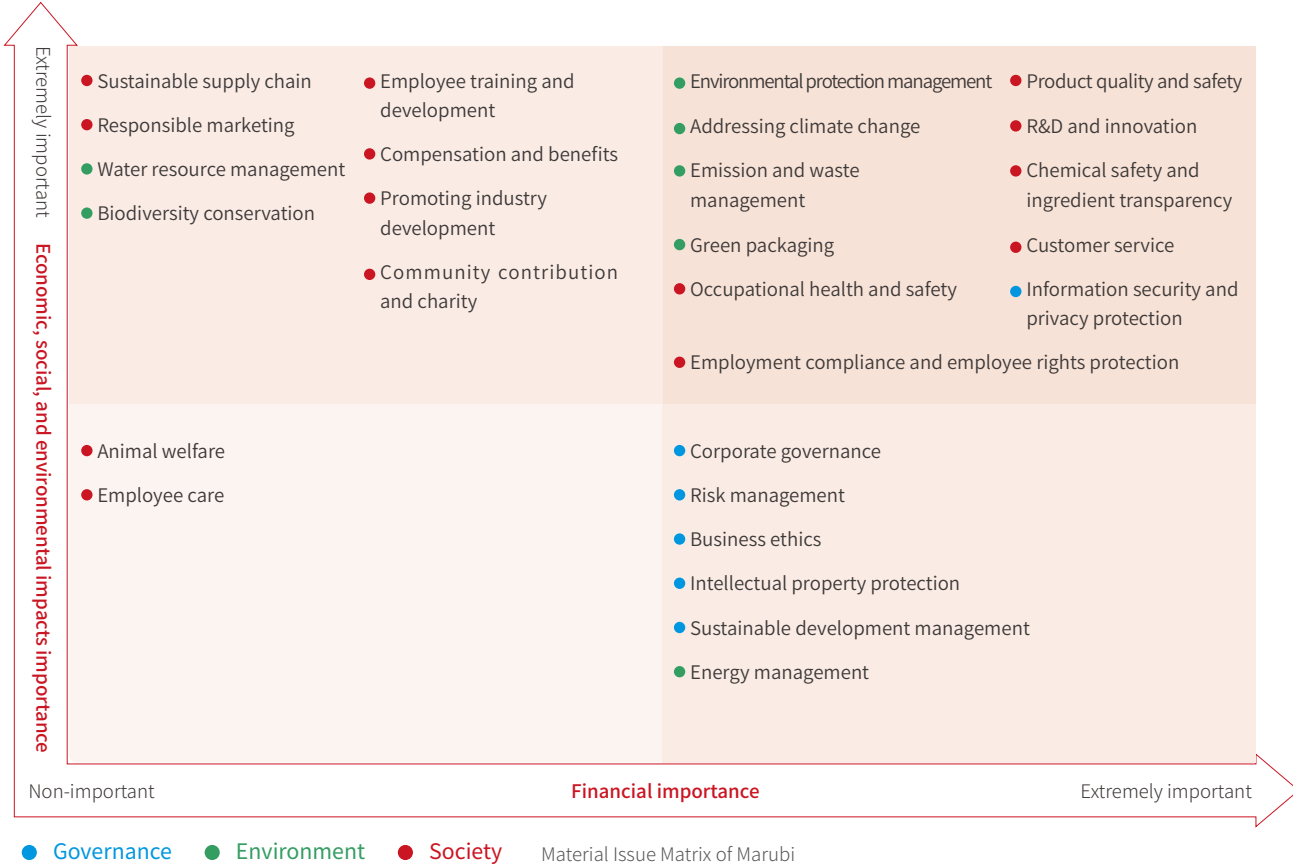 Extremely important
Economic, social, and environmental impacts importance
Sustainable supply chain
Responsible marketing
Water resource management
Biodiversity conservation
Employee training and
development
Compensation and benefits
Promoting industry
development
Community contribution
and charity
Environmental protection management
Addressing climate change
Emission and waste
management
Green packaging
Occupational health and safety
Employment compliance and employee rights protection
Product quality and safety
R&D and innovation
Chemical safety and
ingredient transparency
Customer service
Information security and
privacy protection
Animal welfare
Employee care
Corporate governance
Risk management
Business ethics
Intellectual property protection
Sustainable development management
Energy management
Non-important
Financial importance
Extremely important
Governance
Environment
Society
Material Issue Matrix of Marubi